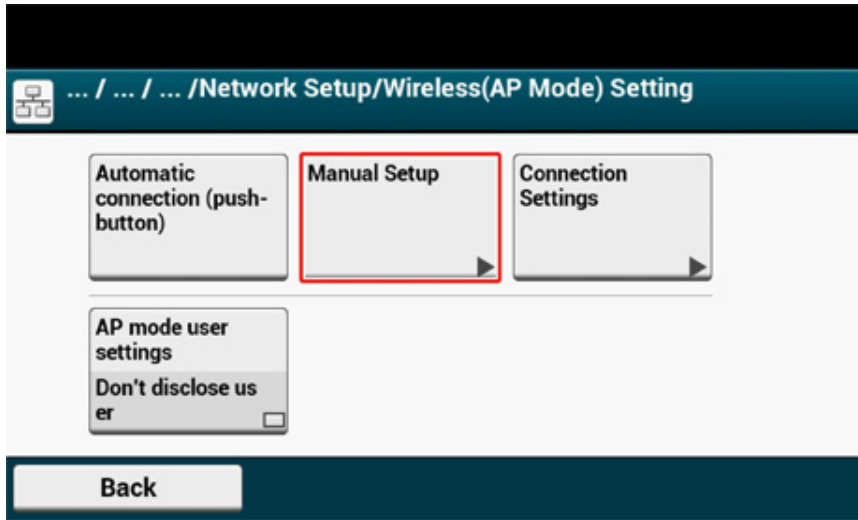 ... / ... / ... /Network Setup/Wireless(AP Mode) Setting
Automatic
connection (push-
button)
Manual Setup
Connection
Settings
AP mode user
settings
Don't disclose us
er
Back